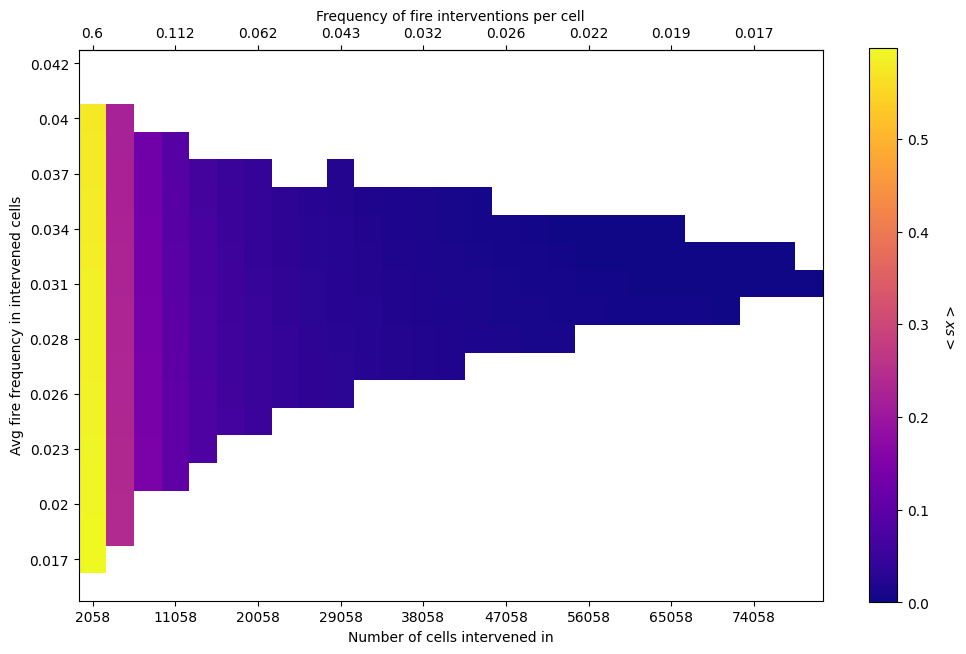 Frequency of fire interventions per cell
0.6 0.112 0.062 0.043 0.032 0.026 0.022 0.019 0.017
Avg fire frequency in intervened cells
0.042
0.04
0.037
0.034
0.031
0.028
0.026
0.023
0.02
0.017
2058 11058 20058 29058 38058 47058 56058 65058 74058
Number of cells intervened in
0.5
0.4
0.3
0.2
0.1
0.0
< sx >